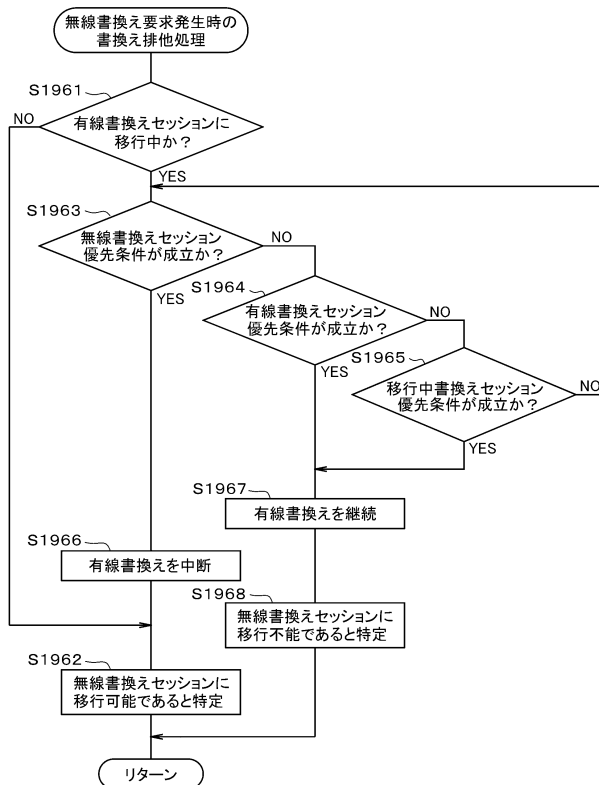 無線書換え要求発生時の
書換え排他処理
S1961
有線書換えセッションに
移行中か?
NO
YES
S1963
無線書換えセッション
優先条件が成立か?
NO
YES
S1964
有線書換えセッション
優先条件が成立か?
NO
YES
S1965
移行中書換えセッション
優先条件が成立か?
NO
YES
S1967
有線書換えを継続
S1966
有線書換えを中断
S1968
無線書換えセッションに
移行不能であると特定
S1962
無線書換えセッションに
移行可能であると特定
リターン